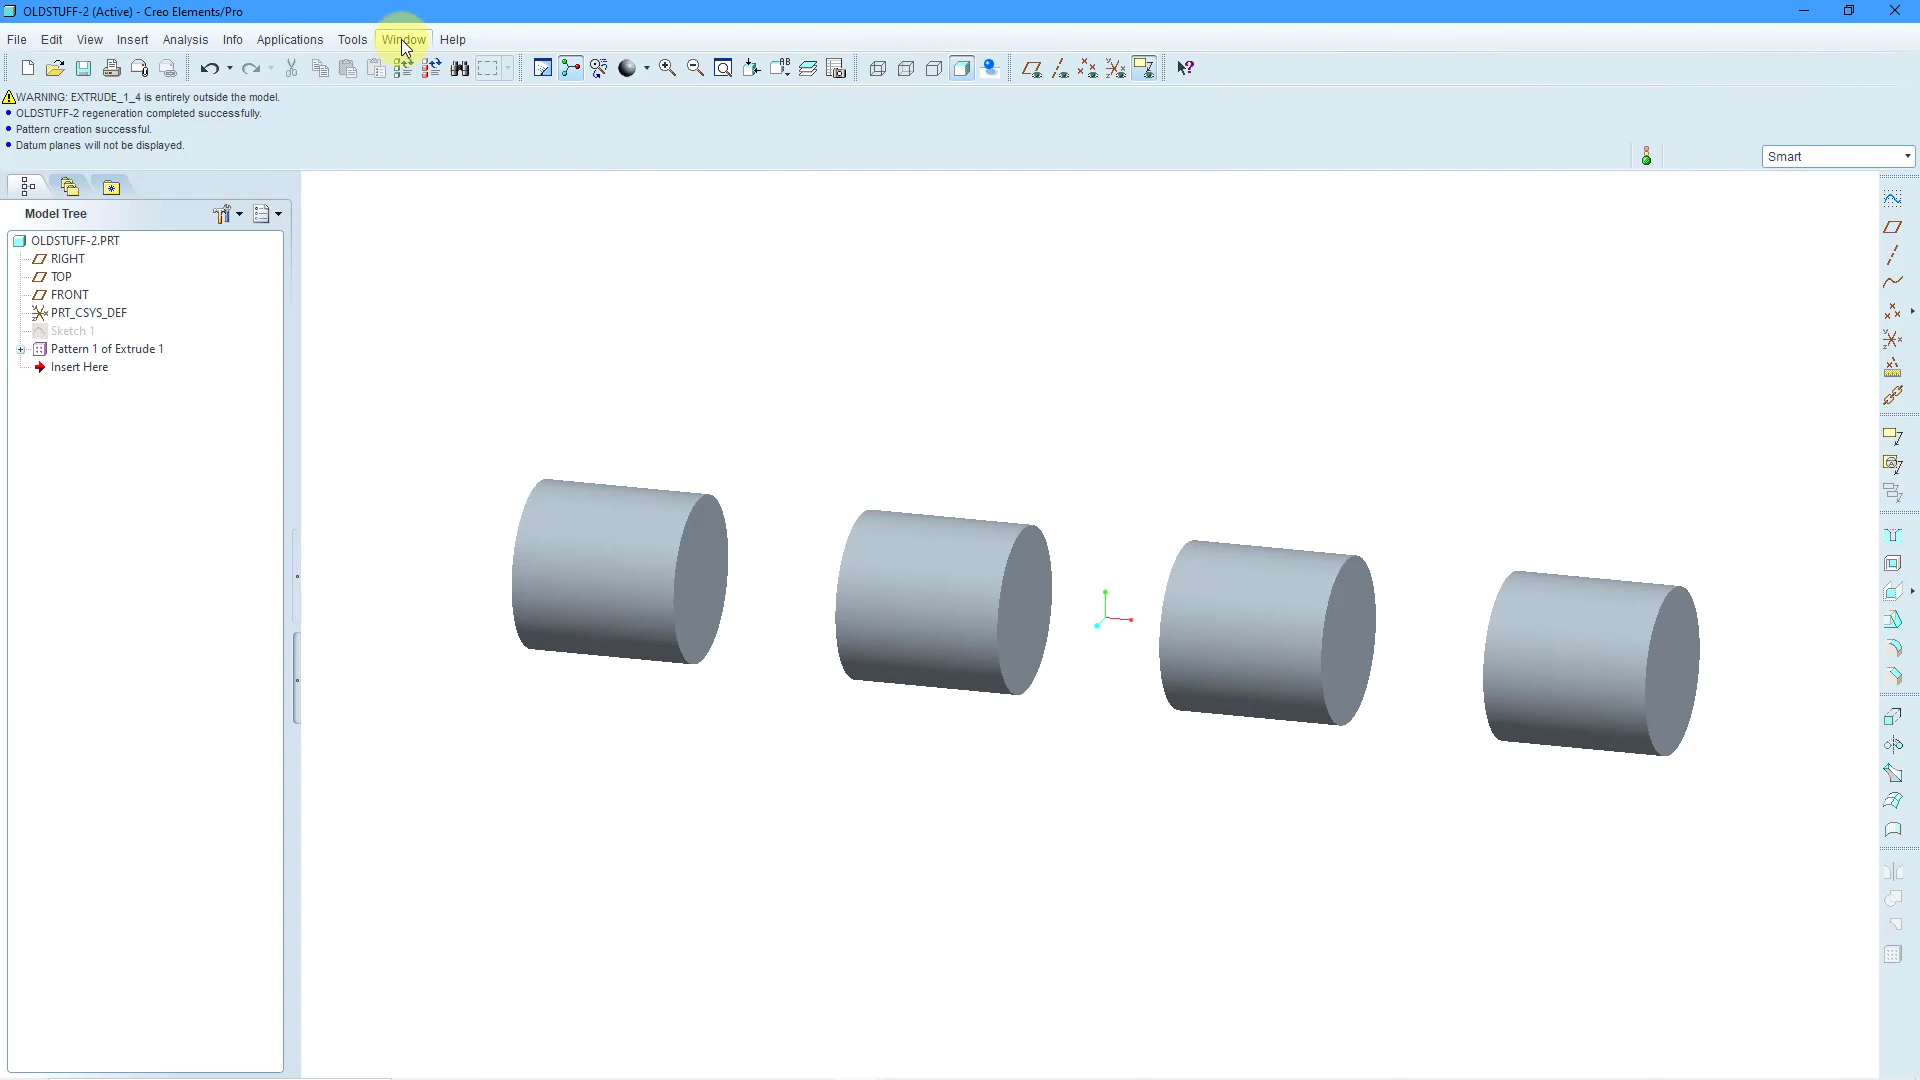 OLDSTUFF-2 (Active) - Creo Elements/Pro
File Edit View Insert Analysis Info Applications Tools Window Help
WARNING: EXTRUDE_1_4 is entirely outside the model.
OLDSTUFF-2 regeneration completed successfully.
Pattern creation successful.
Datum planes will not be displayed.
Smart
Model Tree
OLDSTUFF-2.PRT
RIGHT
TOP
FRONT
PRT_CSYS_DEF
Sketch 1
Pattern 1 of Extrude 1
Insert Here